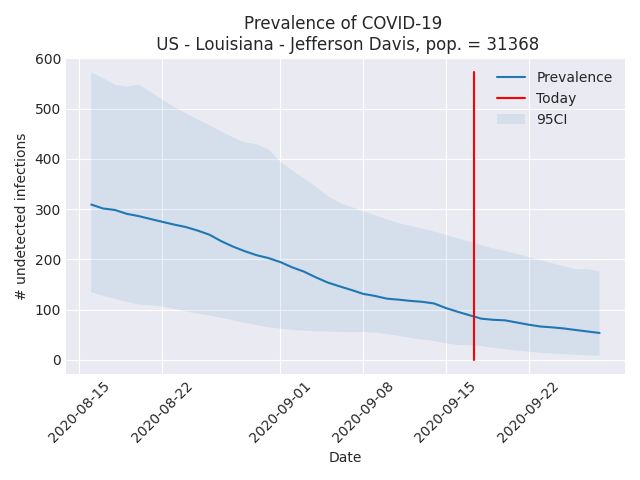 Prevalence of COVID-19
US - Louisiana - Jefferson Davis, pop. = 31368
# undetected infections
600
500
400
300
200
100
0
Prevalence
Today
95CI
2020-08-15
2020-08-22
2020-09-01
2020-09-08
2020-09-15
2020-09-22
Date